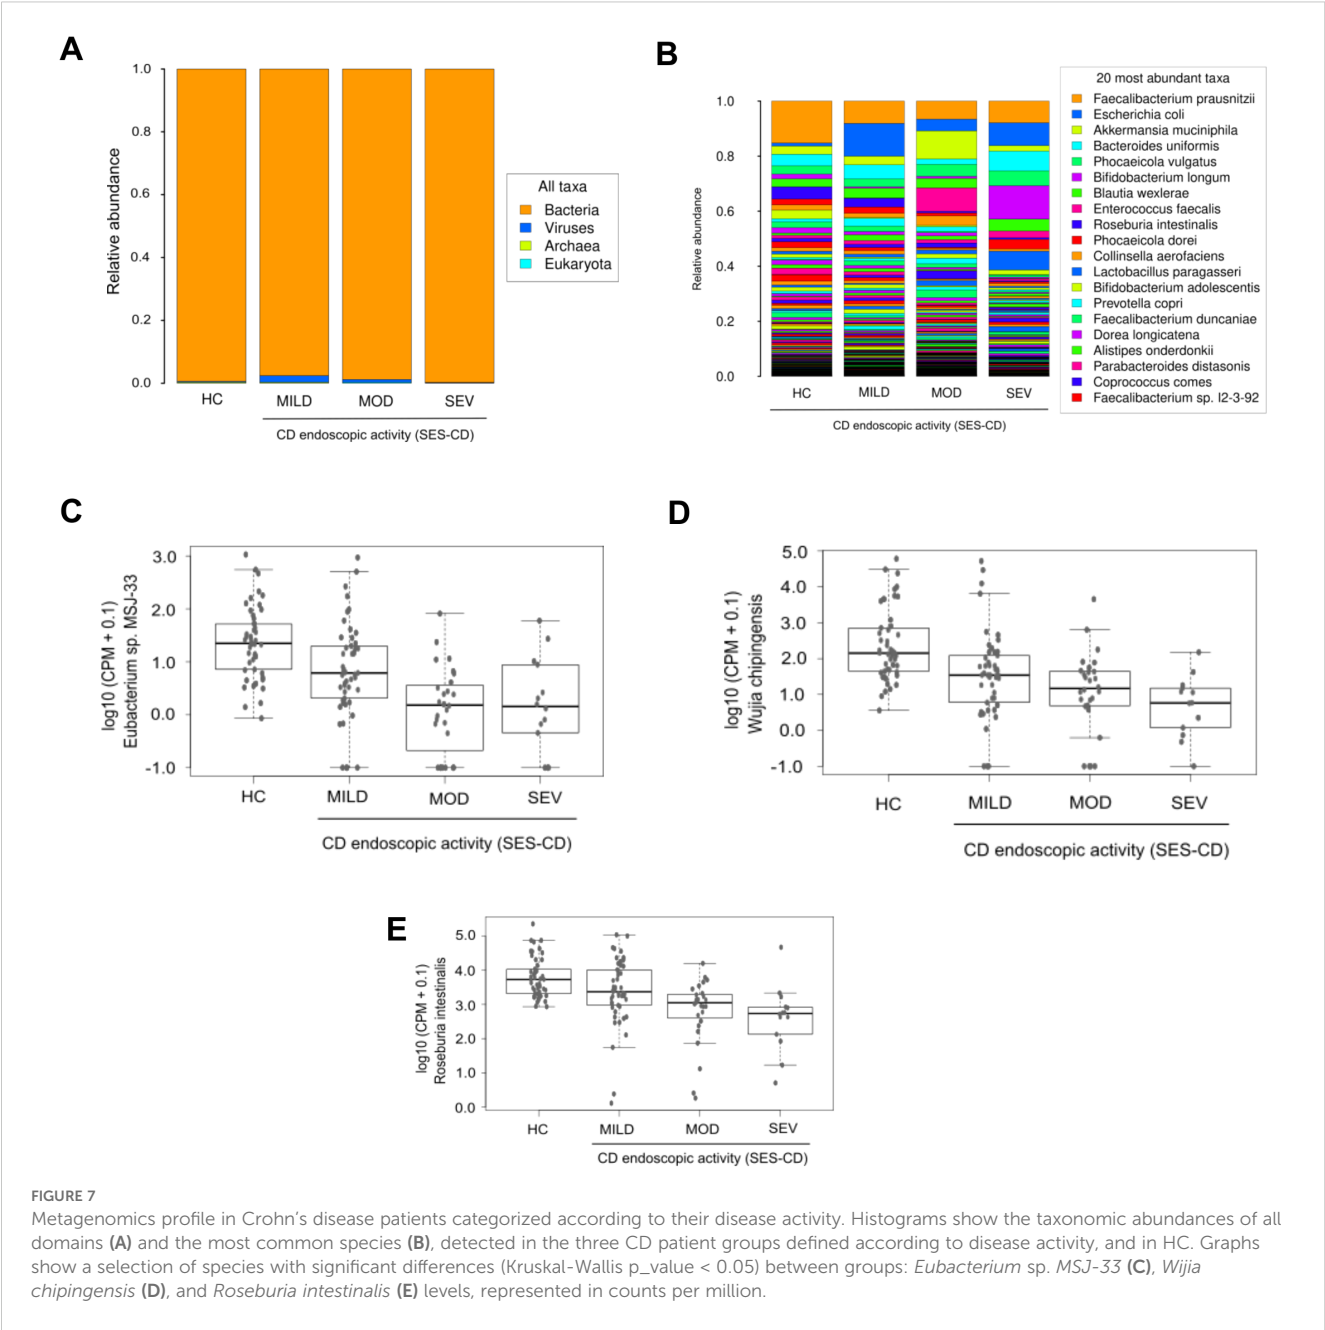 A
1.0
0.8
0.6
0.4
0.2
0.0
Relative abundance
HC
MILD
MOD
SEV
CD endoscopic activity (SES-CD)
All taxa
Bacteria
Viruses
Archaea
Eukaryota
B
1.0
0.8
0.6
0.4
0.2
0.0
Relative abundance
HC
MILD
MOD
SEV
CD endoscopic activity (SES-CD)
20 most abundant taxa
Faecalibacterium prausnitzii
Escherichia coli
Akkermansia muciniphila
Bacteroides uniformis
Phocaeicola vulgatus
Bifidobacterium longum
Blautia wexlerae
Enterococcus faecalis
Roseburia intestinalis
Phocaeicola dorei
Collinsella aerofaciens
Lactobacillus paragasseri
Bifidobacterium adolescentis
Prevotella copri
Faecalibacterium duncaniae
Dorea longicatena
Alistipes onderdonkii
Parabacteroides distasonis
Coprococcus comes
Faecalibacterium sp. I2-3-92
C
3.0
2.0
1.0
0.0
-1.0
log10 (CPM + 0.1)
Eubacterium sp. MSJ-33
HC
MILD
MOD
SEV
CD endoscopic activity (SES-CD)
D
5.0
4.0
3.0
2.0
1.0
0.0
-1.0
log10 (CPM + 0.1)
Wujia chipingensis
HC
MILD
MOD
SEV
CD endoscopic activity (SES-CD)
E
5.0
4.0
3.0
2.0
1.0
0.0
log10 (CPM + 0.1)
Roseburia intestinalis
HC
MILD
MOD
SEV
CD endoscopic activity (SES-CD)
FIGURE 7
Metagenomics profile in Crohn's disease patients categorized according to their disease activity. Histograms show the taxonomic abundances of all
domains (A) and the most common species (B), detected in the three CD patient groups defined according to disease activity, and in HC. Graphs
show a selection of species with significant differences (Kruskal-Wallis p_value < 0.05) between groups: Eubacterium sp. MSJ-33 (C), Wijia
chipingensis (D), and Roseburia intestinalis (E) levels, represented in counts per million.